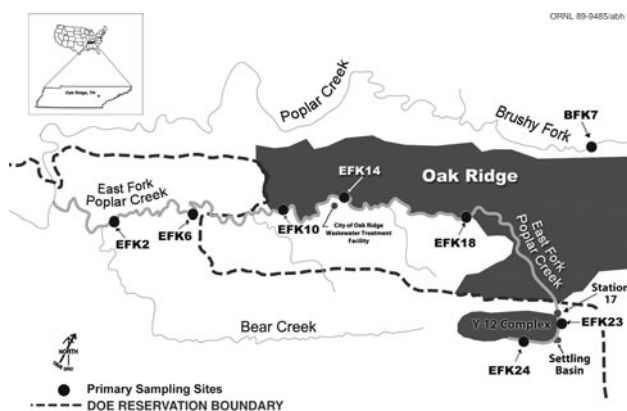 ORNL 89-9485/abh
Oak Ridge, TN
Poplar Creek
Brushy Fork
BFK7
EFK14
Oak Ridge
East Fork
Poplar Creek
EFK2
EFK6
EFK10
City of Oak Ridge
Wastewater Treatment
Facility
EFK18
East Fork
Poplar Creek
Station
17
Bear Creek
Y-12 Complex
EFK23
EFK24
Settling
Basin
NORTH
Primary Sampling Sites
DOE RESERVATION BOUNDARY